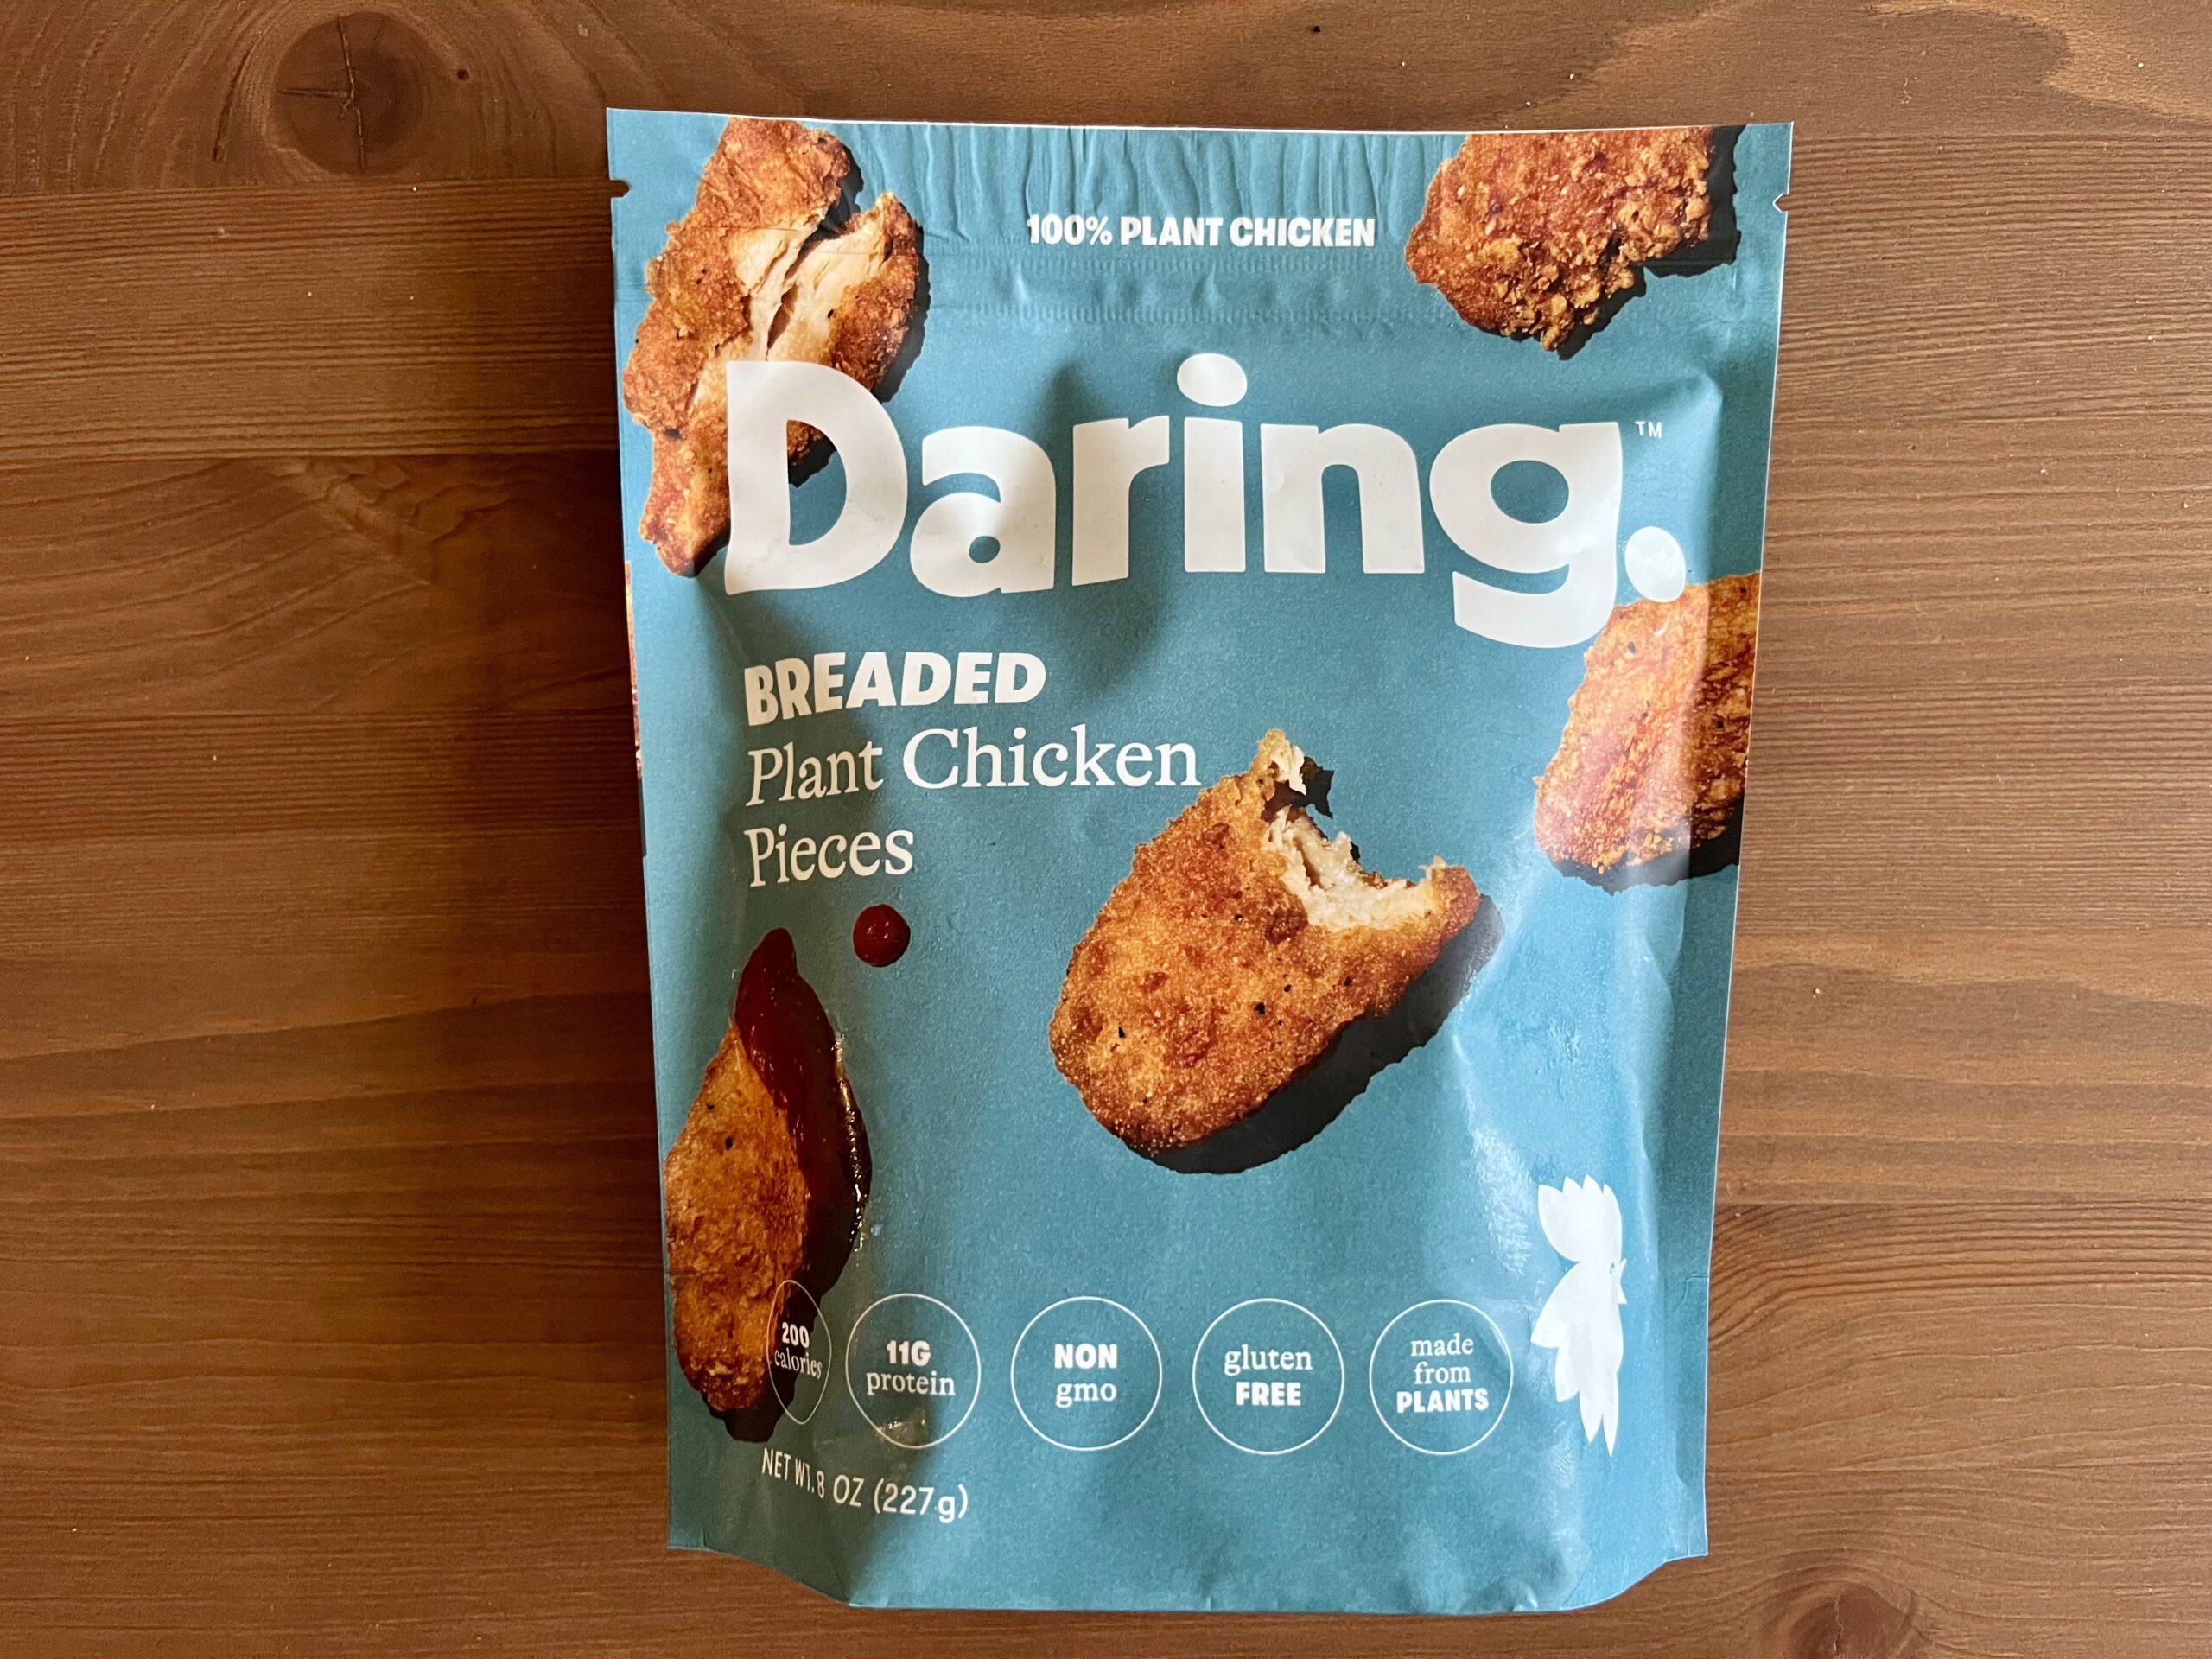 100% PLANT CHICKEN
Daring.™
BREADED
Plant Chicken
Pieces
200
calories
11G
protein
NON
gmo
gluten
FREE
made
from
PLANTS
NET WT. 8 OZ (227g)